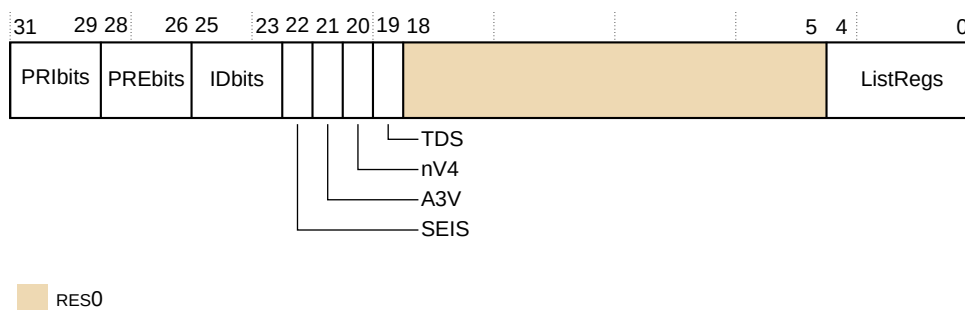 31 29 28 26 25 23 22 21 20 19 18 5 4 0
PRIbits PREbits IDbits ListRegs
TDS
nV4
A3V
SEIS
RES0